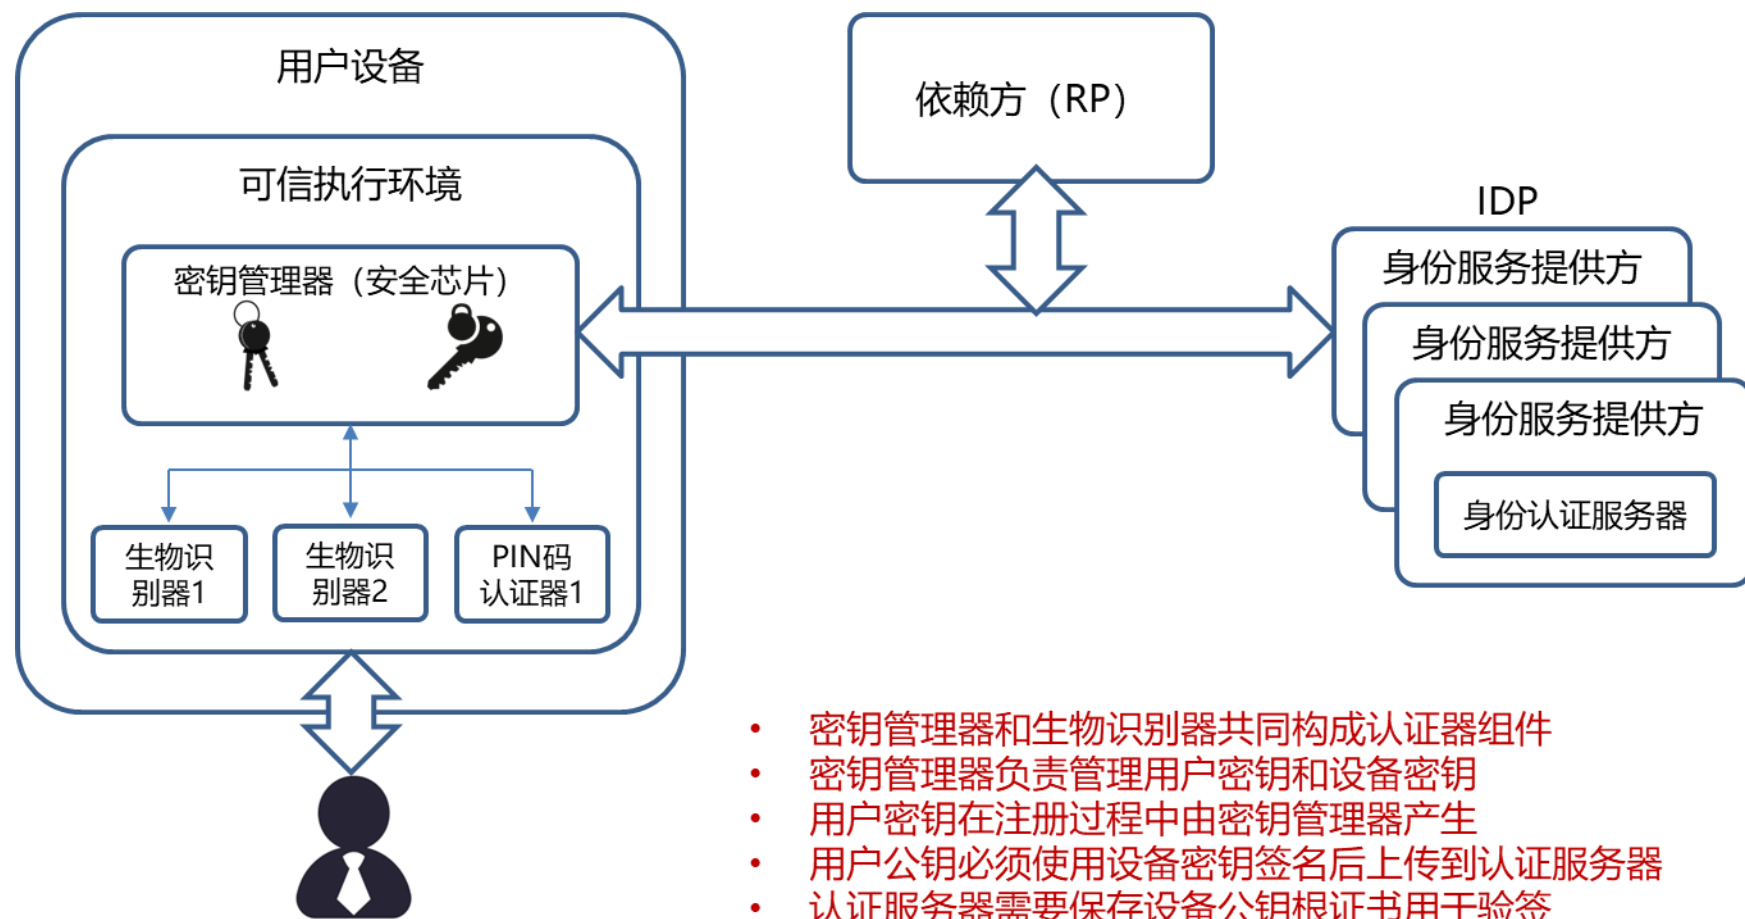 用户设备
可信执行环境
密钥管理器（安全芯片）
生物识
别器1
生物识
别器2
PIN码
认证器1
依赖方（RP）
IDP
身份服务提供方
身份服务提供方
身份服务提供方
身份认证服务器
• 密钥管理器和生物识别器共同构成认证器组件
• 密钥管理器负责管理用户密钥和设备密钥
• 用户密钥在注册过程中由密钥管理器产生
• 用户公钥必须使用设备密钥签名后上传到认证服务器
• 认证服务器需要保存设备公钥根证书用于验签